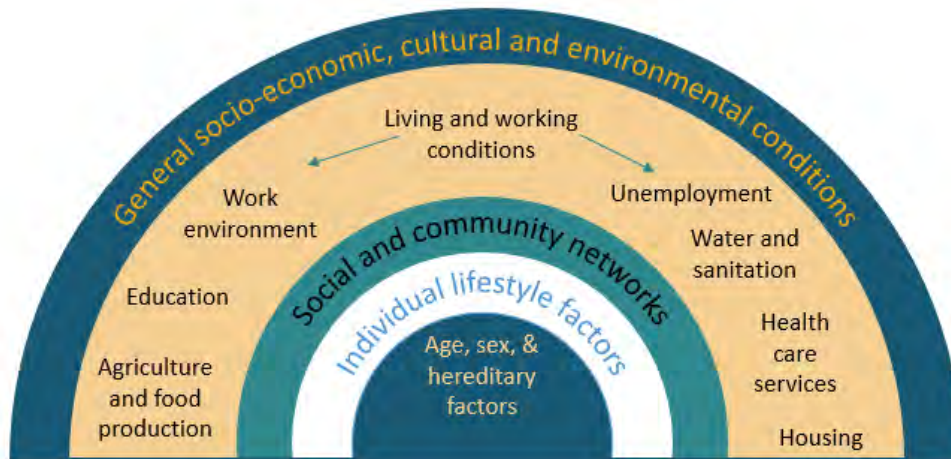 General socio-economic, cultural and environmental conditions
Living and working
conditions
Work
environment
Unemployment
Education
Water and
sanitation
Agriculture
and food
production
Health
care
services
Housing
Social and community networks
Individual lifestyle factors
Age, sex, &
hereditary
factors